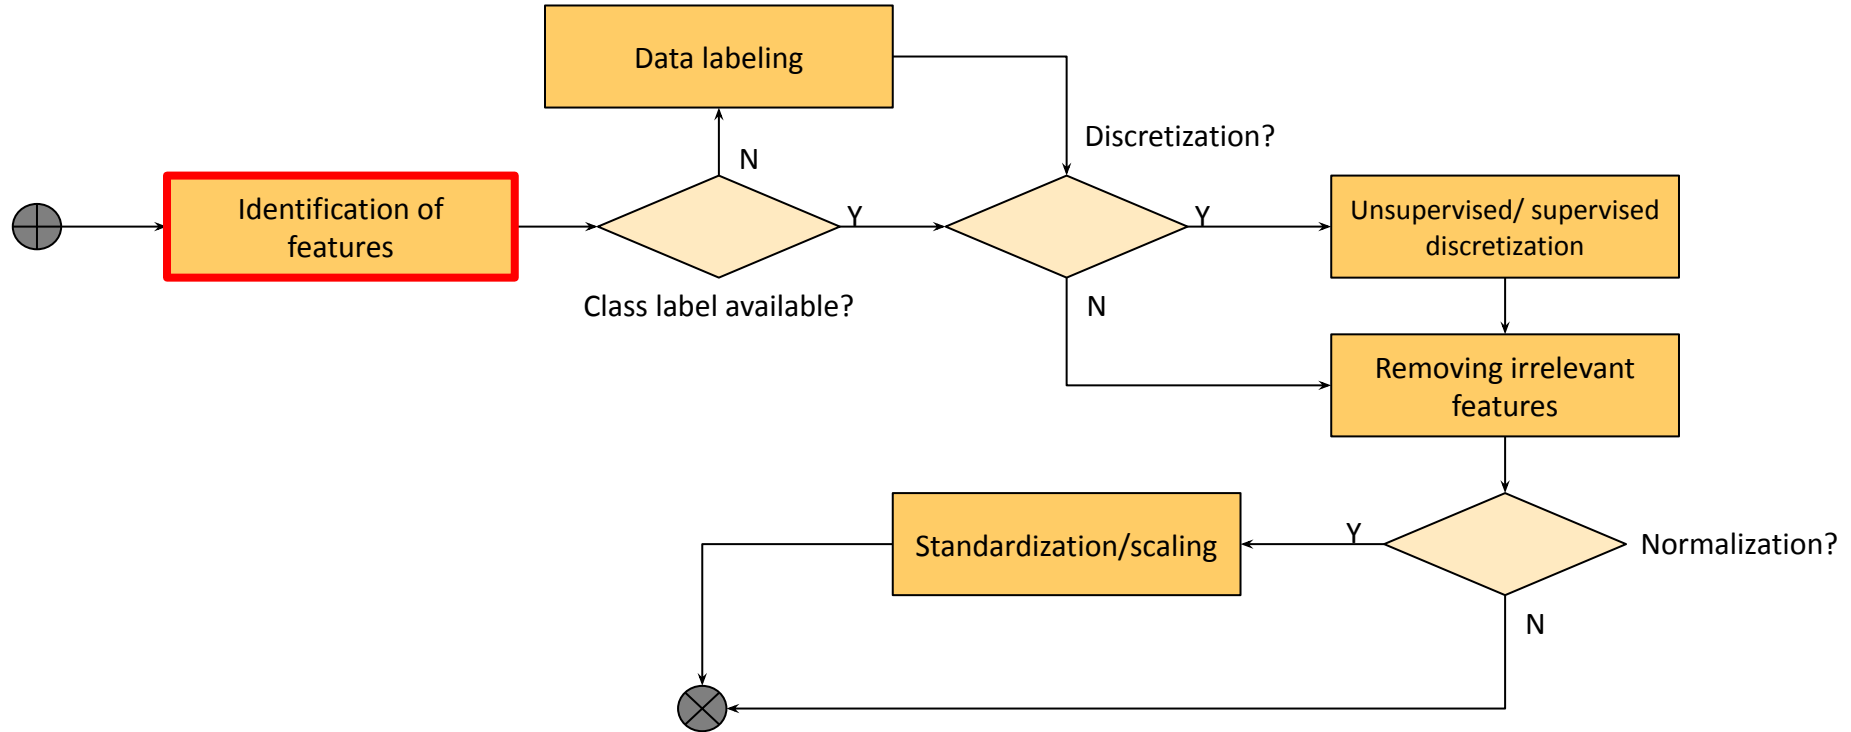 Data labeling
Discretization?
N
Identification of
features
Y
Y
Unsupervised/ supervised
discretization
Class label available?
N
Removing irrelevant
features
Standardization/scaling
Y
Normalization?
N